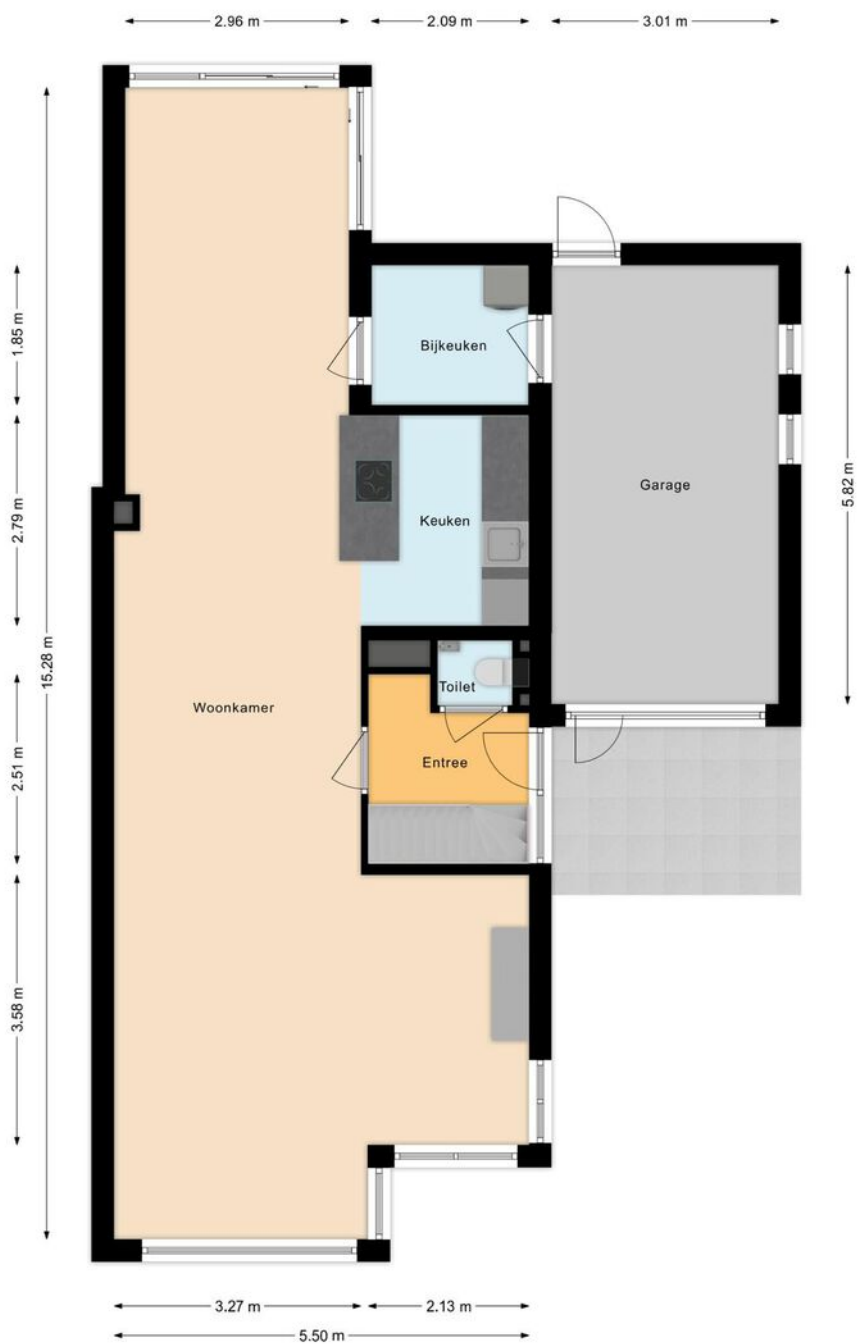 2.96 m
2.09 m
3.01 m
1.85 m
Bijkeuken
2.79 m
Garage
5.82 m
Keuken
15.28 m
Toilet
Woonkamer
2.51 m
Entree
3.58 m
3.27 m
2.13 m
5.50 m